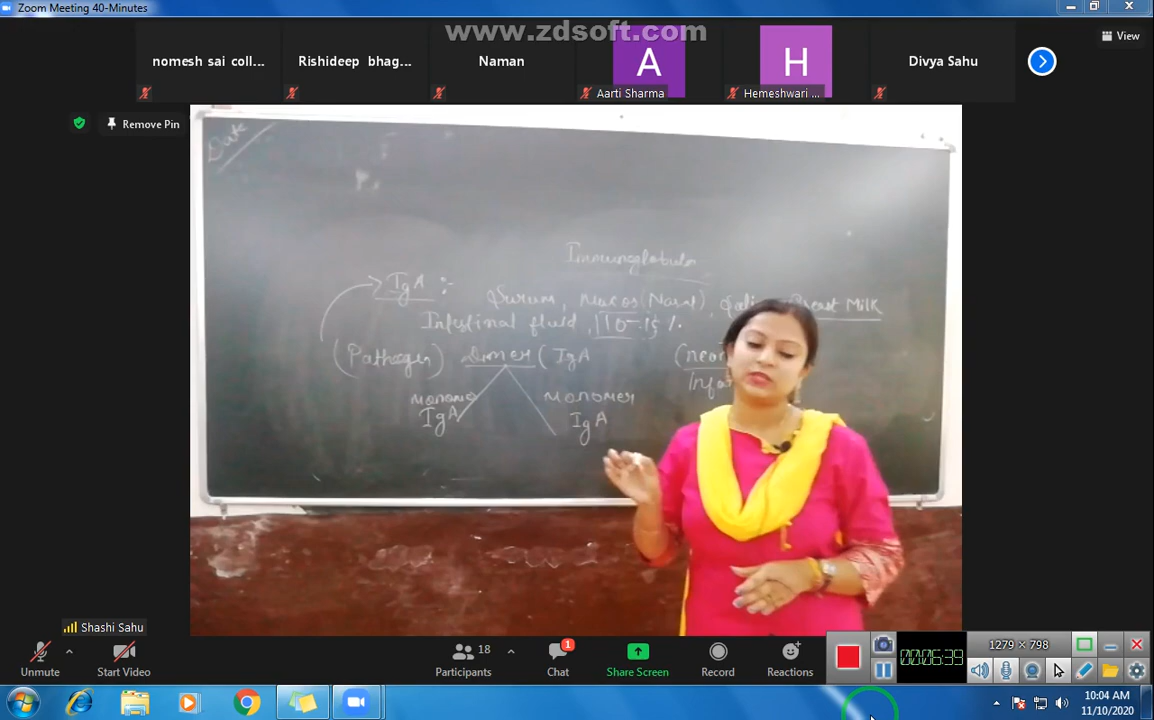 Zoom Meeting 40-Minutes
www.zdsoft.com
View
nomesh sai coll...
Rishideep bhag...
Naman
A
Aarti Sharma
H
Hemeshwari ...
Divya Sahu
Remove Pin
Date
Immunoglobulin
IgA :-
Serum, Mucos (Nasal), Breast Milk
Intestinal fluid, 10-15 %.
(Pathogen) Dimer (IgA
Monomer
IgA IgA
Shashi Sahu
Unmute
Start Video
18
Participants
1
Chat
Share Screen
Record
Reactions
00:06:39
1279 × 798
10:04 AM
11/10/2020